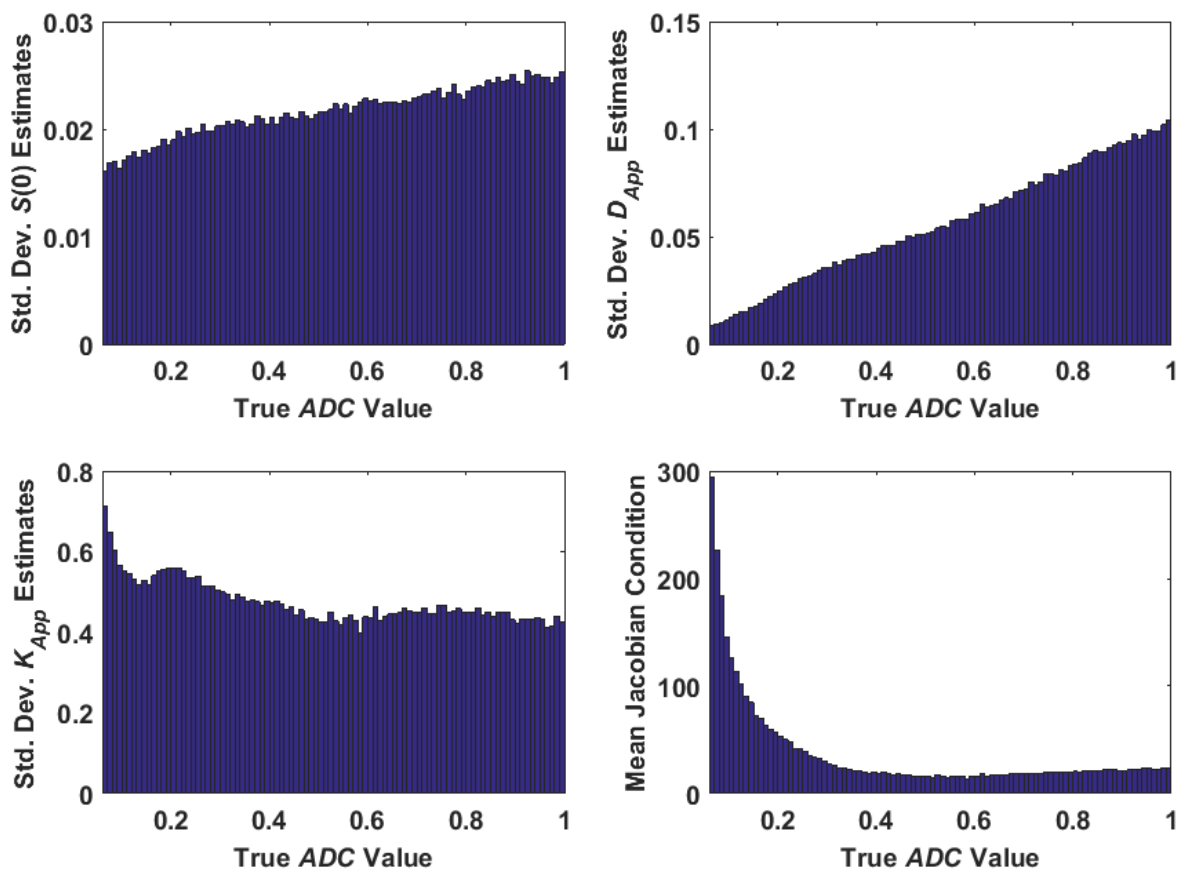 Std. Dev. S(0) Estimates
0.03
0.02
0.01
0
0.2 0.4 0.6 0.8 1
True ADC Value
Std. Dev. D_App Estimates
0.15
0.1
0.05
0
0.2 0.4 0.6 0.8 1
True ADC Value
Std. Dev. K_App Estimates
0.8
0.6
0.4
0.2
0
0.2 0.4 0.6 0.8 1
True ADC Value
Mean Jacobian Condition
300
200
100
0
0.2 0.4 0.6 0.8 1
True ADC Value